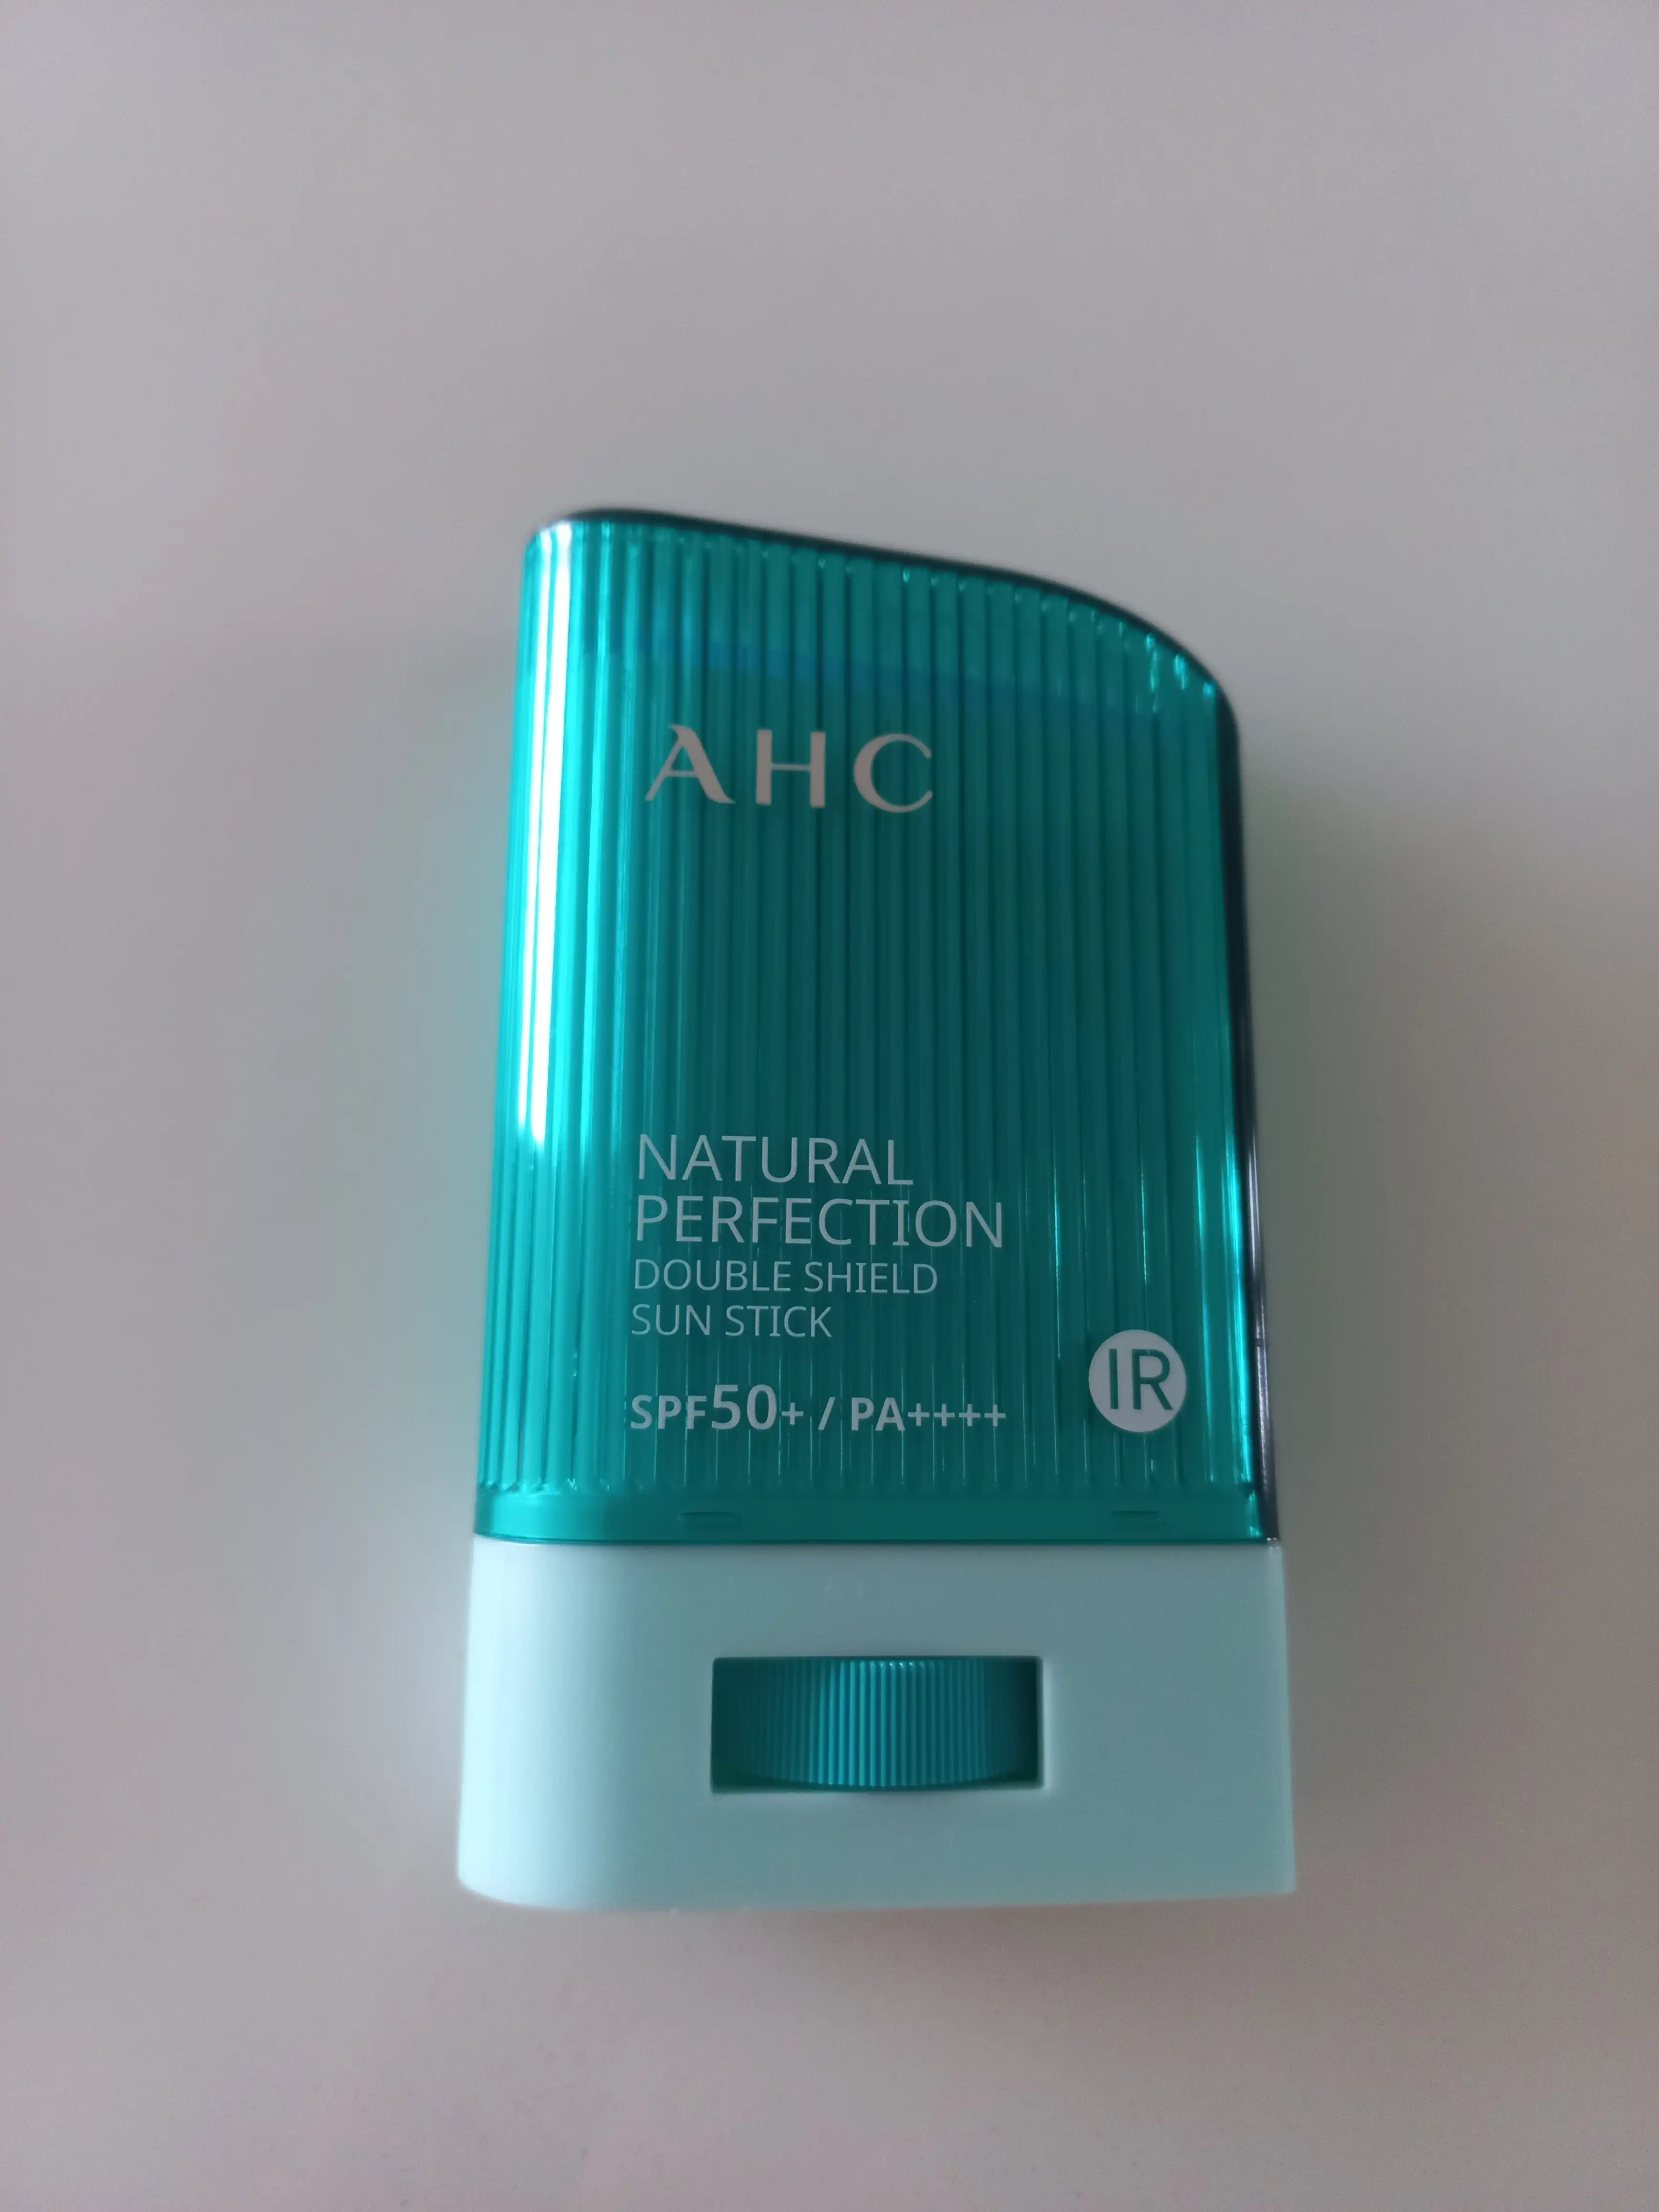 AHC
NATURAL
PERFECTION
DOUBLE SHIELD
SUN STICK
SPF50+ / PA++++
IR